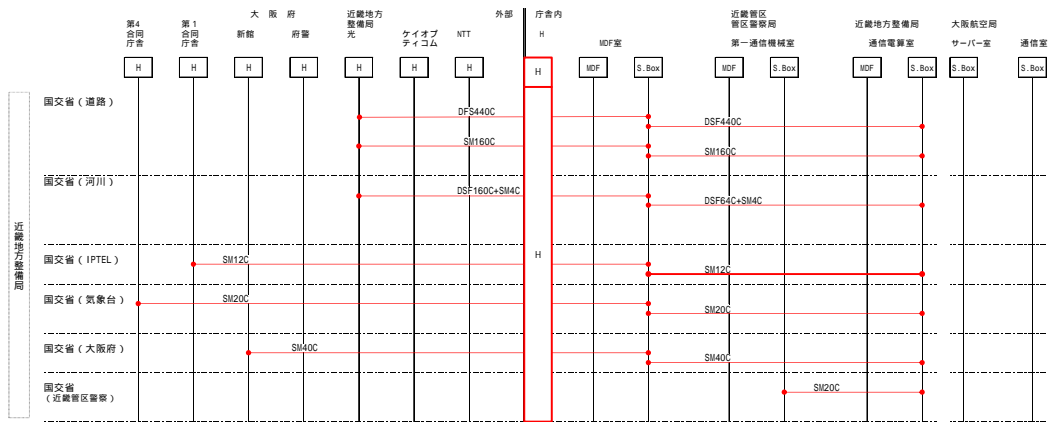 第4
合同
庁舎
第1
合同
庁舎
大 阪 府
新館
府警
近畿地方
整備局
光
ケイオプ
ティコム
NTT
外部
庁舎内
H
MDF室
近畿管区
管区警察局
第一通信機械室
近畿地方整備局
通信電算室
大阪航空局
サーバー室
通信室
H
H
H
H
H
H
H
H
MDF
S.Box
MDF
S.Box
MDF
S.Box
S.Box
S.Box
近畿地方整備局
国交省(道路)
DFS440C
DSF440C
SM160C
SM160C
国交省(河川)
DSF160C+SM4C
DSF64C+SM4C
H
国交省(IPTEL)
SM12C
SM12C
国交省(気象台)
SM20C
SM20C
国交省(大阪府)
SM40C
SM40C
国交省
(近畿管区警察)
SM20C